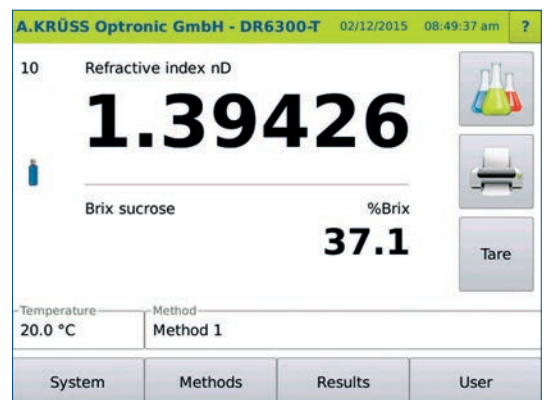 A.KRÜSS Optronic GmbH - DR6300-T 02/12/2015 08:49:37 am ?
10 Refractive index nD
1.39426
Brix sucrose %Brix
37.1
Tare
Temperature Method
20.0 °C Method 1
System Methods Results User